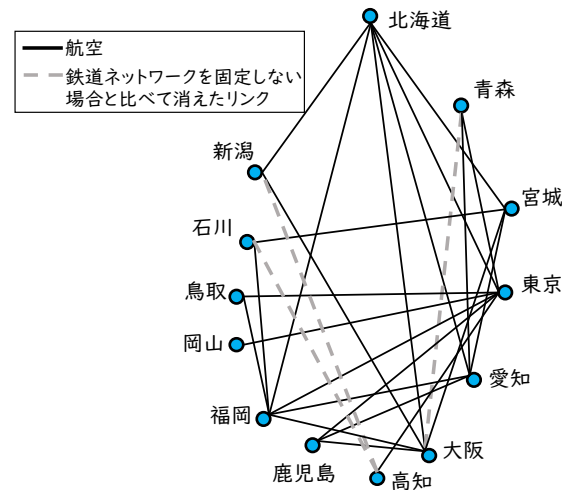 北海道
航空
鉄道ネットワークを固定しない
場合と比べて消えたリンク
青森
新潟
宮城
石川
鳥取
東京
岡山
愛知
福岡
大阪
鹿児島
高知